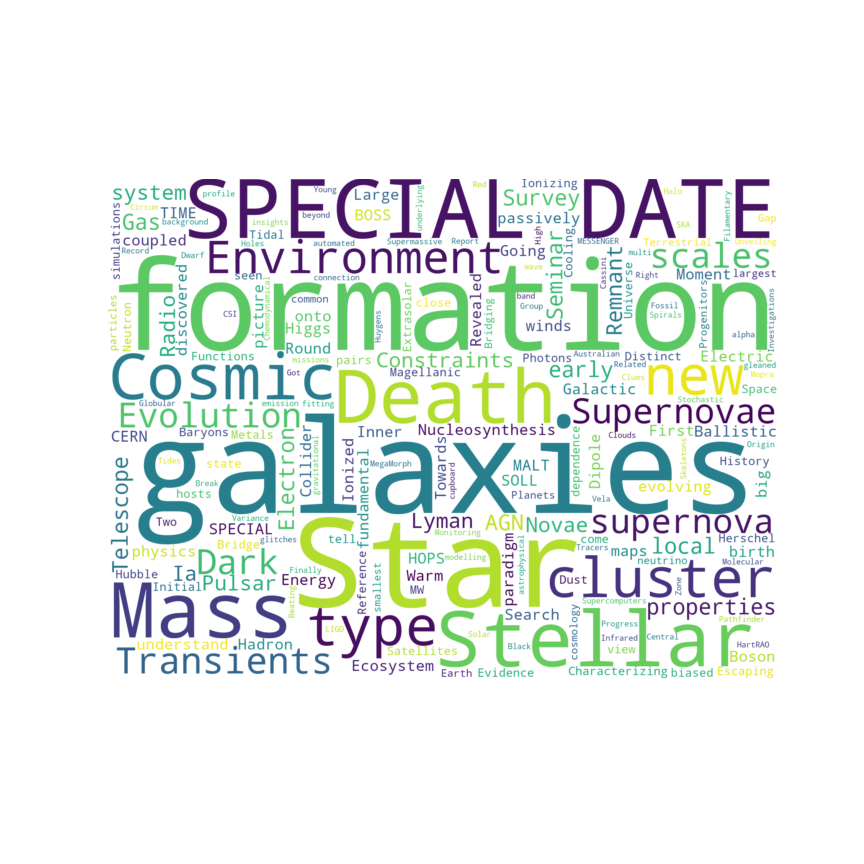 system
SPECIAL DATE
profile
Young
Large
underlying
Red
Ionizing
Survey
Halo
Filamentary
Circum
Gas
TIME
BOSS
SKA
Gap
background
insights
Tidal
passively
High
Cooling
MESSENGER
Terrestrial
Unveiling
simulations
coupled
Record
Holes
automated
Supermassive
Report
Going
multi
Universe
scales
Dwarf
Environment
connection
Seminar
wave
Cassini
Right
Moment
largest
seen
beyond
formation
particles
Neutron
Radio
discovered
CSI
picture
Chemodynamical
common
onto
Higgs
Huygens
close
Extrasolar
Revealed
Bridging
band
Group
winds
Remnant
Fossil
Spirals
Progenitors
alpha
Investigations
Functions
Round
pairs
Constraints
Photons
Australian
Distinct
Electric
Cosmic
missions
Got
Magellanic
early
Related
Clues
new
gleaned
Mopra
Galactic
Space
Globular
emission
fitting
Death
Stochastic
Evolution
Supernovae
CERN
Baryons
Metals
Electron
Collider
gravitational
Ionized
Inner
Nucleosynthesis
Clouds
First
Ballistic
Origin
Telescope
Tides
state
hosts
Break
galaxies
MegaMorph
fundamental
Towards
cupboard
MALT
SOLL
Planets
dependence
Dipole
Vela
Skeletons
evolving
History
big
Two
Variance
SPECIAL
Star
Lyman
AGN
Novae
supernova
physics
Bridge
glitches
tell
Monitoring
come
Tracers
Herschel
Hubble
Ia
Dark
Finally
HOPS
modelling
paradigm
astrophysical
maps
neutrino
local
birth
Molecular
Initial
Pulsar
Energy
Beating
Reference
smallest
Warm
MW
Search
Dust
cluster
Zone
Mass
type
Stellar
Supercomputers
properties
Pathfinder
LIGO
Solar
cosmology
Progress
understand
Hadron
Satellites
Black
Infrared
view
Central
HartRAO
Boson
Transients
Ecosystem
Earth
Evidence
Characterizing
biased
Escaping